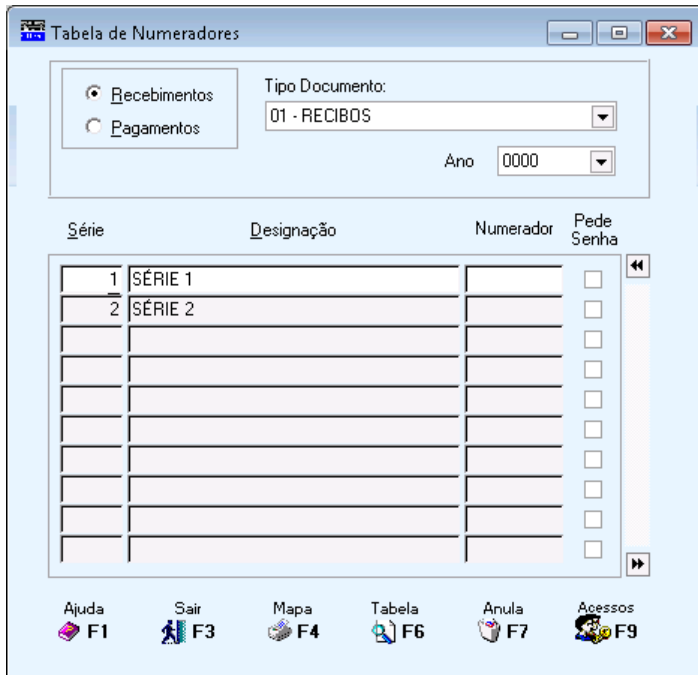 Tabela de Numeradores
Recebimentos
Pagamentos
Tipo Documento:
01 - RECIBOS
Ano 0000
Série Designação Numerador Pede Senha
1 SÉRIE 1
2 SÉRIE 2
Ajuda Sair Mapa Tabela Anula Acessos
F1 F3 F4 F6 F7 F9